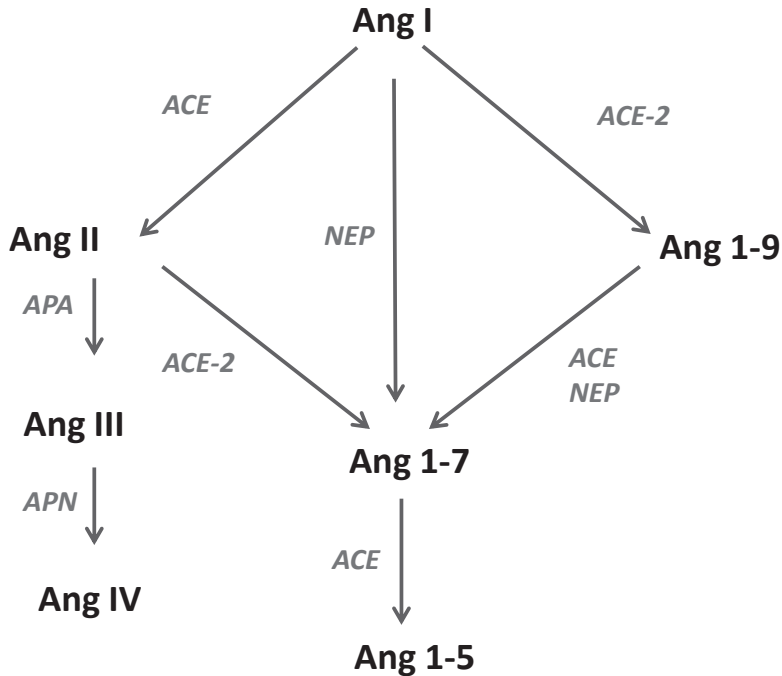 Ang I
ACE
ACE-2
Ang II
NEP
Ang 1-9
APA
ACE-2
ACE
NEP
Ang III
Ang 1-7
APN
ACE
Ang IV
Ang 1-5